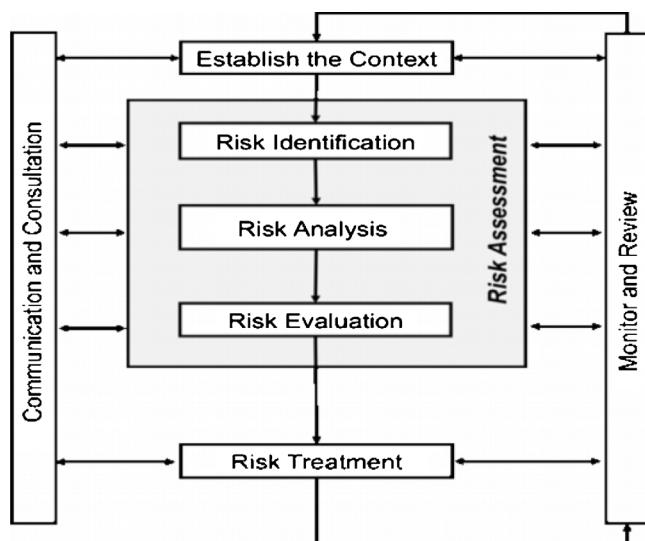 Establish the Context
Communication and Consultation
Risk Identification
Risk Analysis
Risk Evaluation
Risk Assessment
Monitor and Review
Risk Treatment